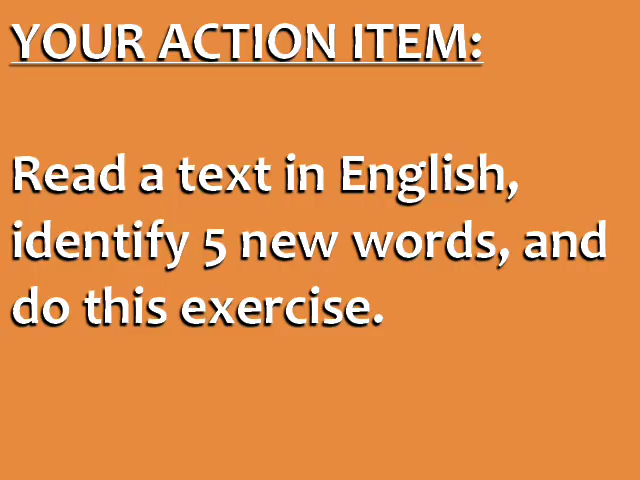 YOUR ACTION ITEM:
Read a text in English,
identify 5 new words, and
do this exercise.